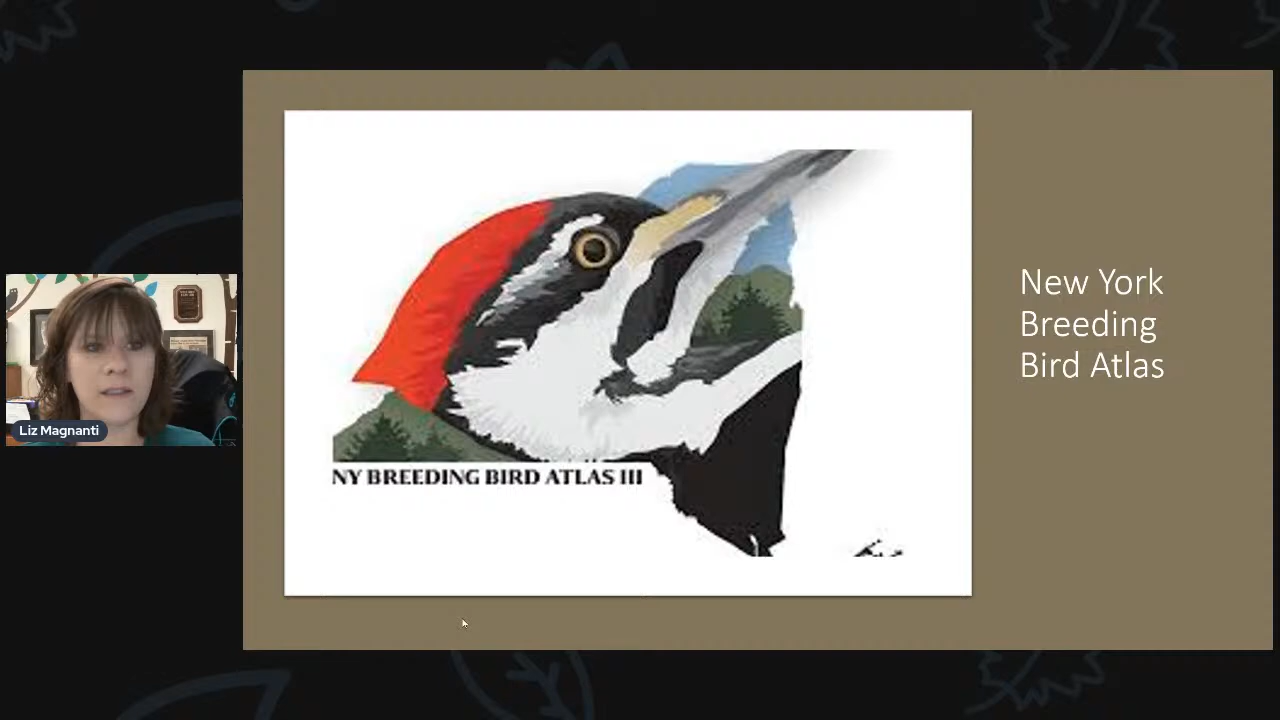 New York
Breeding
Bird Atlas
NY BREEDING BIRD ATLAS III
Liz Magnanti